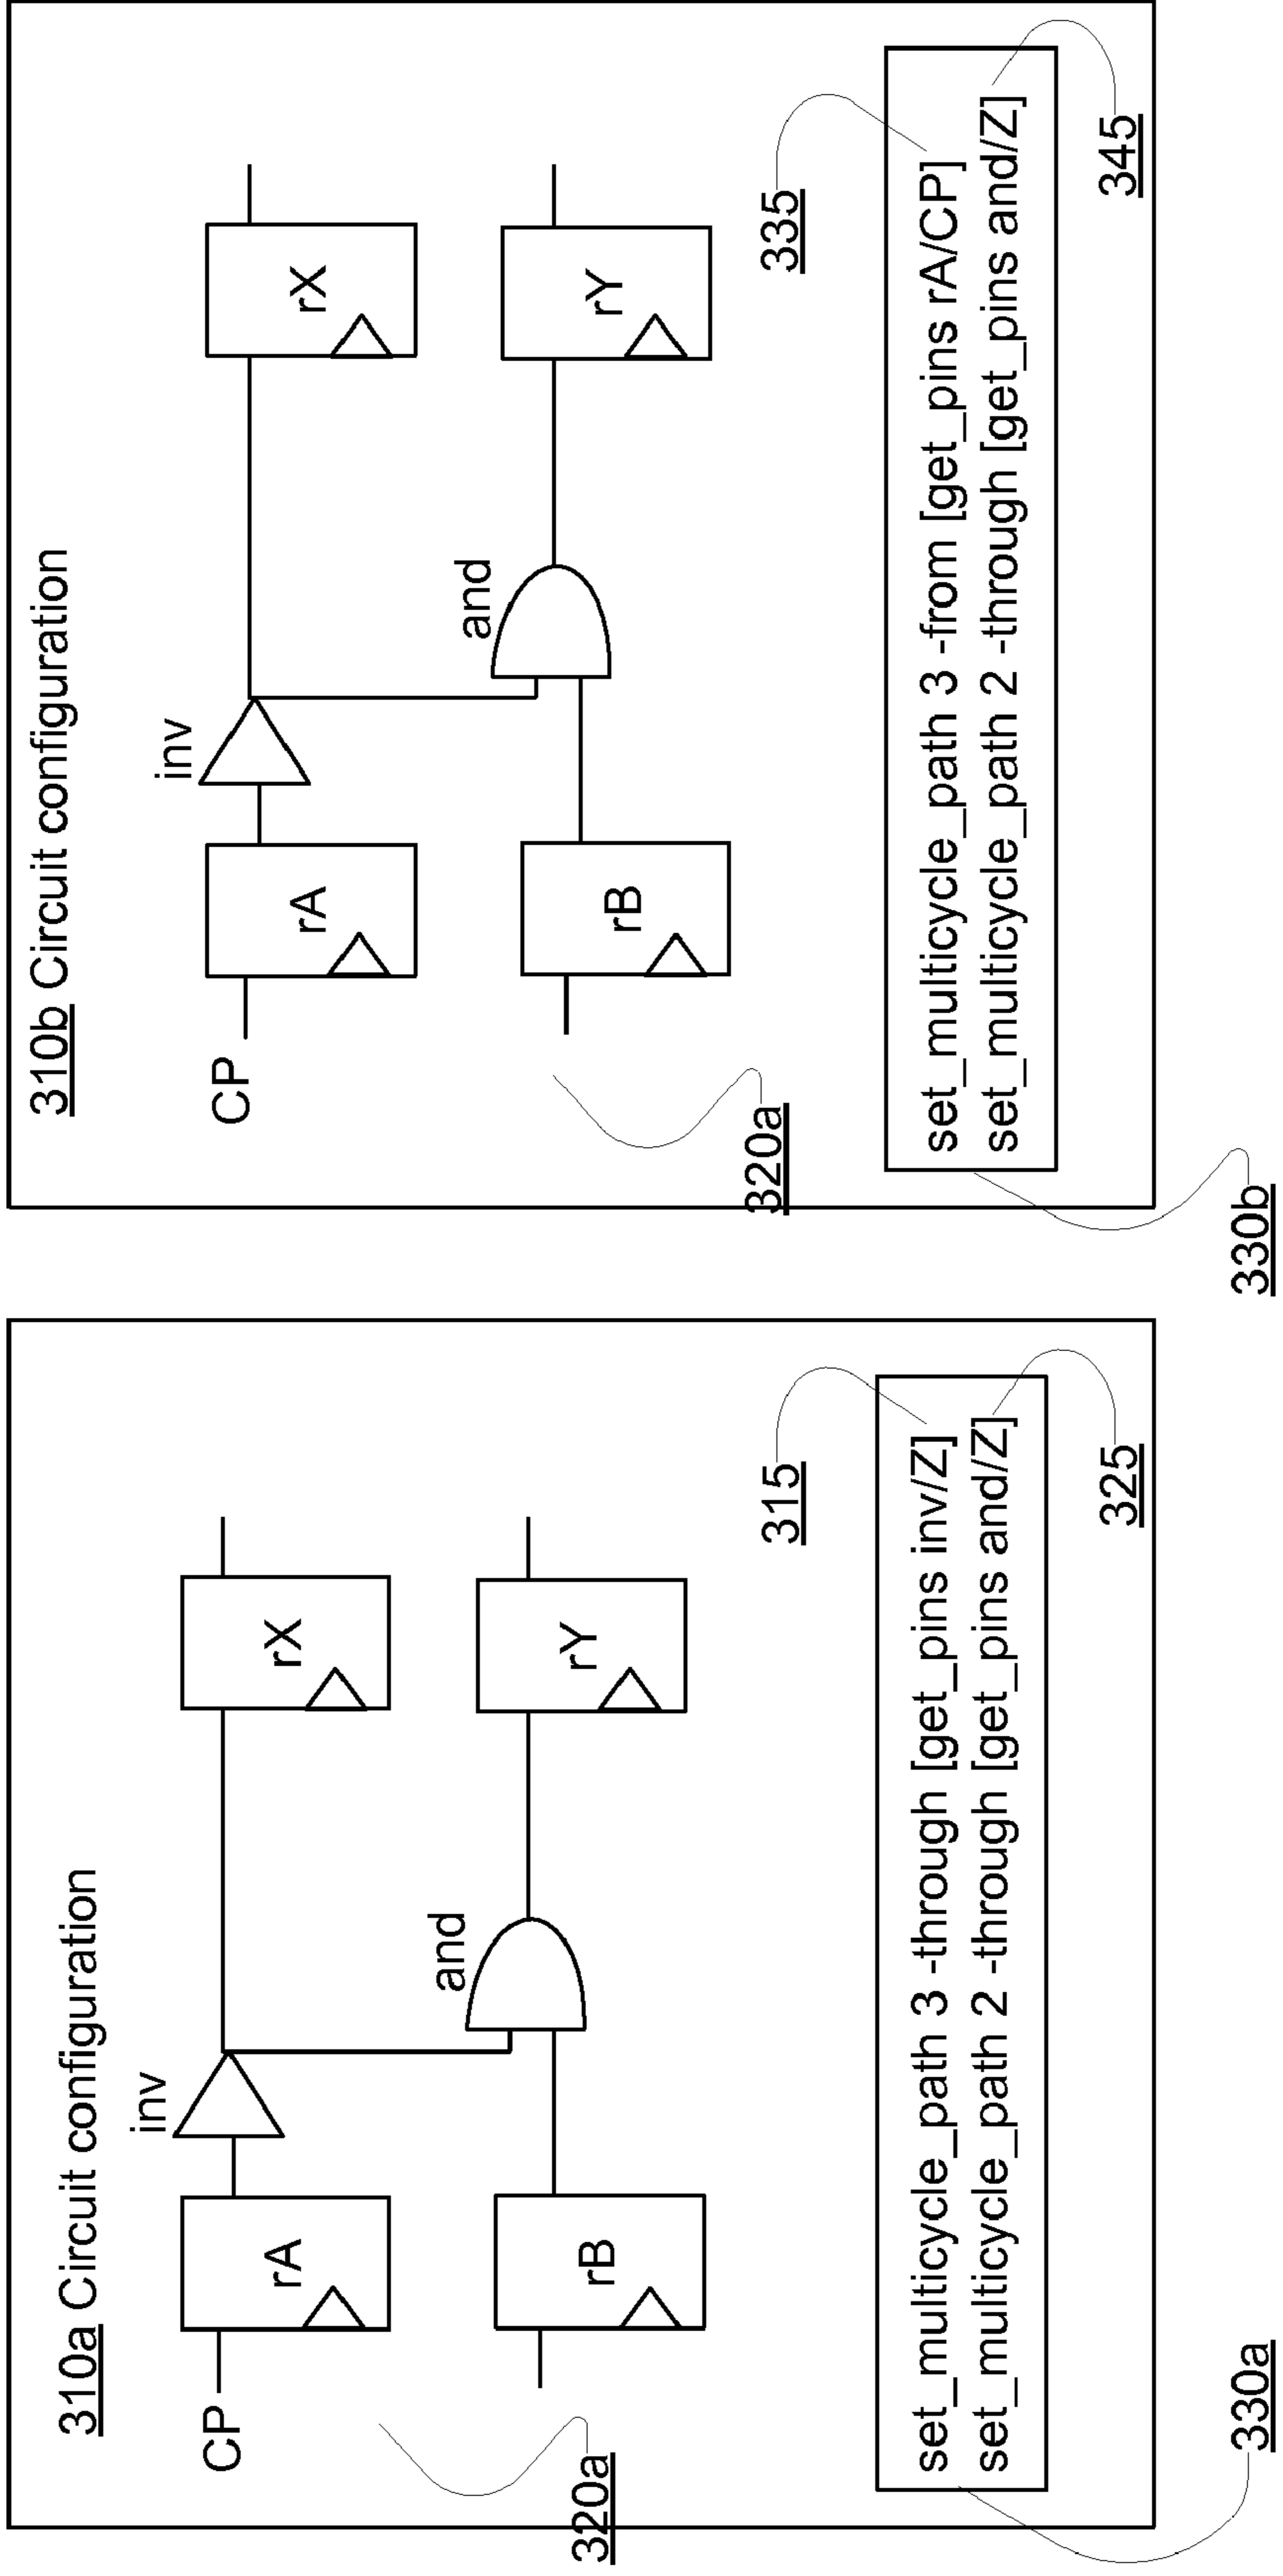 310a Circuit configuration
inv
CP
rA
rX
and
rB
rY
320a
315
set_multicycle_path 3 -through [get_pins inv/Z]
set_multicycle_path 2 -through [get_pins and/Z]
325
330a
310b Circuit configuration
inv
CP
rA
rX
and
rB
rY
320a
335
set_multicycle_path 3 -from [get_pins rA/CP]
set_multicycle_path 2 -through [get_pins and/Z]
345
330b